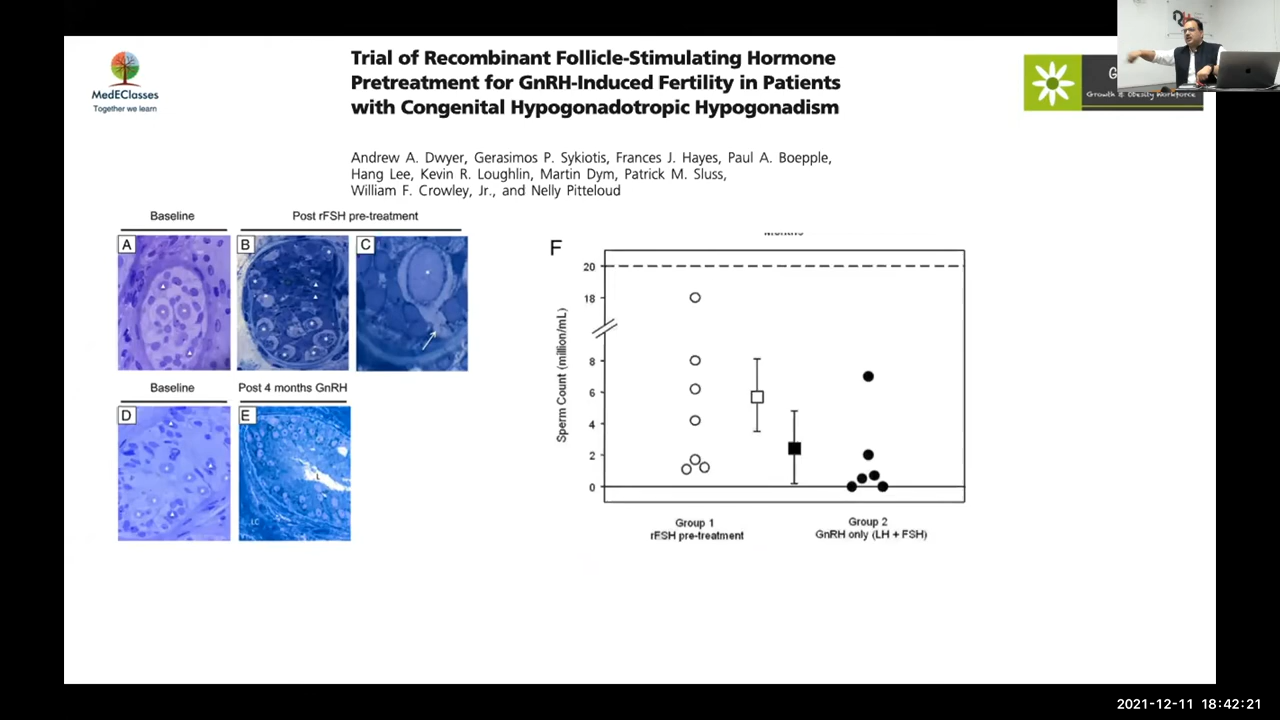 MedEClasses
Together we learn
Trial of Recombinant Follicle-Stimulating Hormone
Pretreatment for GnRH-Induced Fertility in Patients
with Congenital Hypogonadotropic Hypogonadism
G
Growth & Obesity Workforce
Andrew A. Dwyer, Gerasimos P. Sykiotis, Frances J. Hayes, Paul A. Boepple,
Hang Lee, Kevin R. Loughlin, Martin Dym, Patrick M. Sluss,
William F. Crowley, Jr., and Nelly Pitteloud
Baseline
Post rFSH pre-treatment
A
B
C
Baseline
Post 4 months GnRH
D
E
L
LC
F
Sperm Count (million/mL)
20
18
8
6
4
2
0
Group 1
rFSH pre-treatment
Group 2
GnRH only (LH + FSH)
2021-12-11 18:42:21